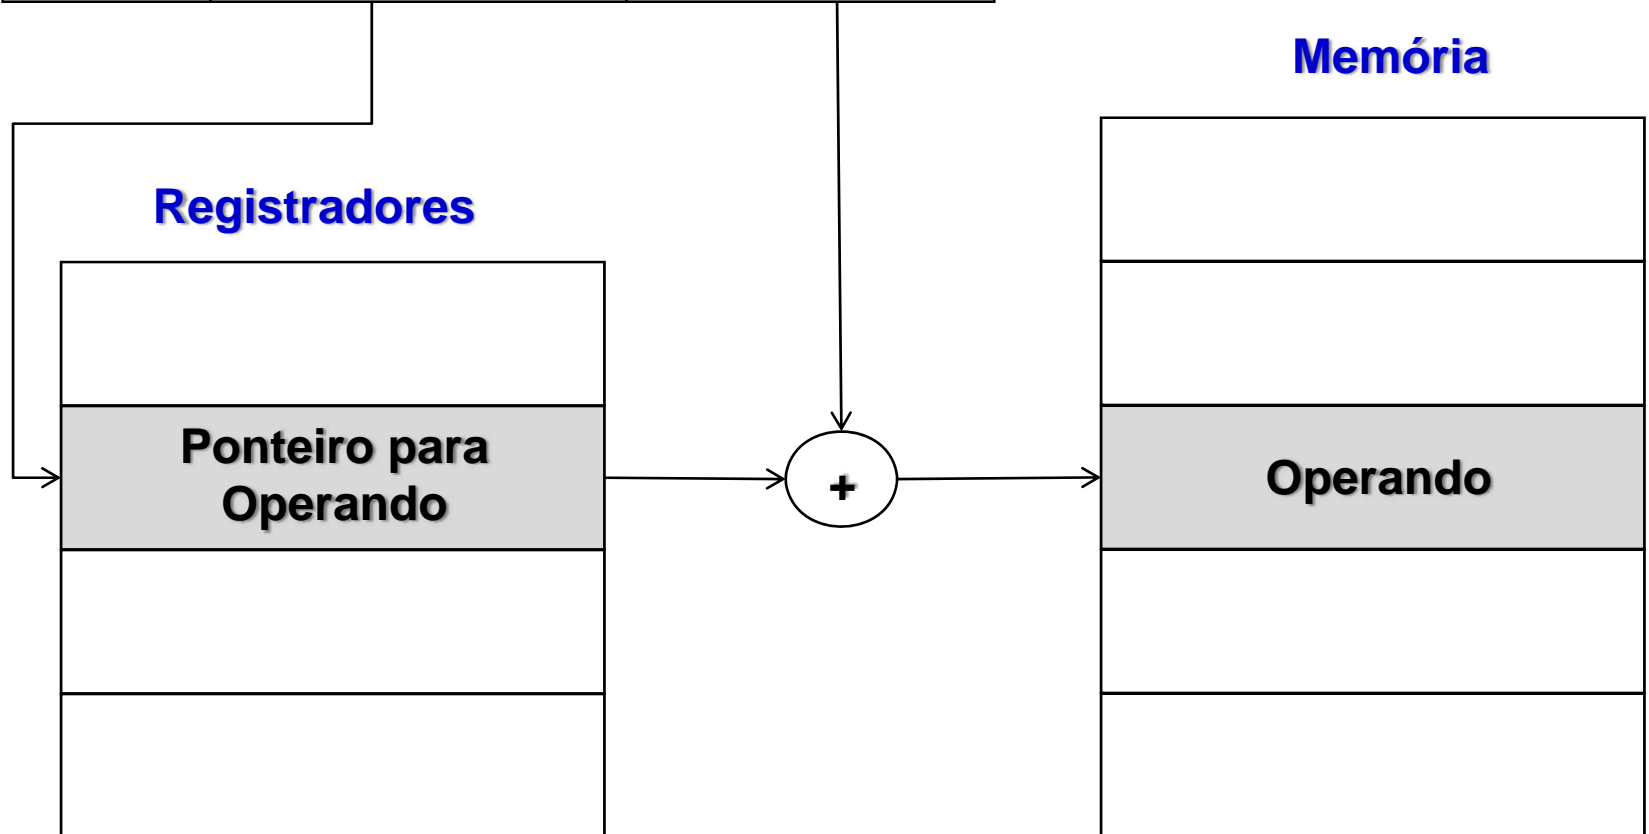 Memória
Registradores
Ponteiro para
Operando
+
Operando